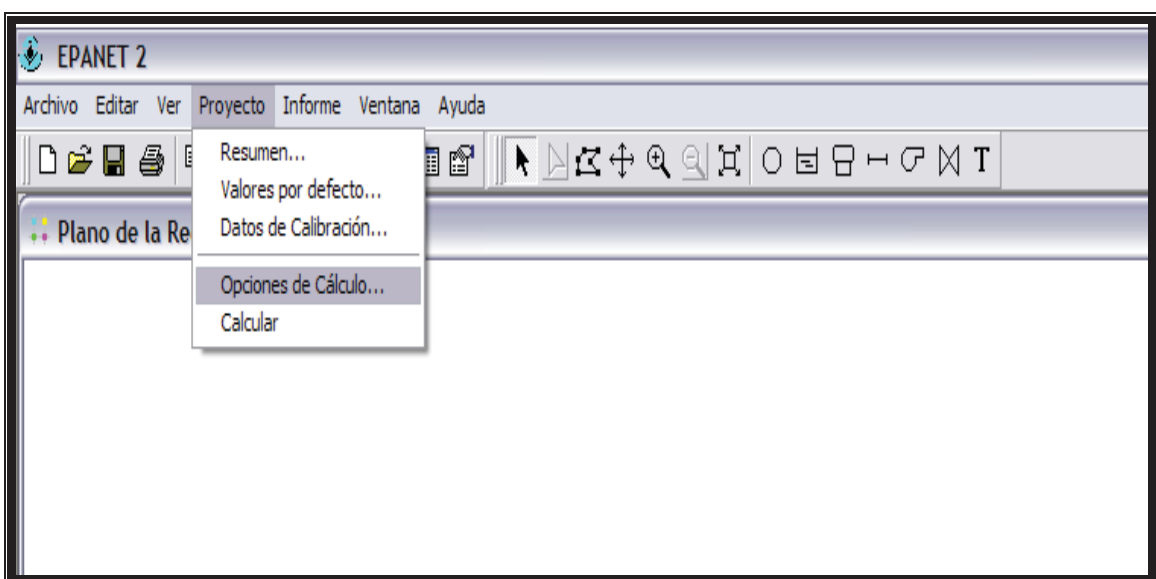 EPANET 2
Archivo Editar Ver Proyecto Informe Ventana Ayuda
Resumen...
T
Valores por defecto...
Plano de la Re
Datos de Calibración...
Opciones de Cálculo...
Calcular